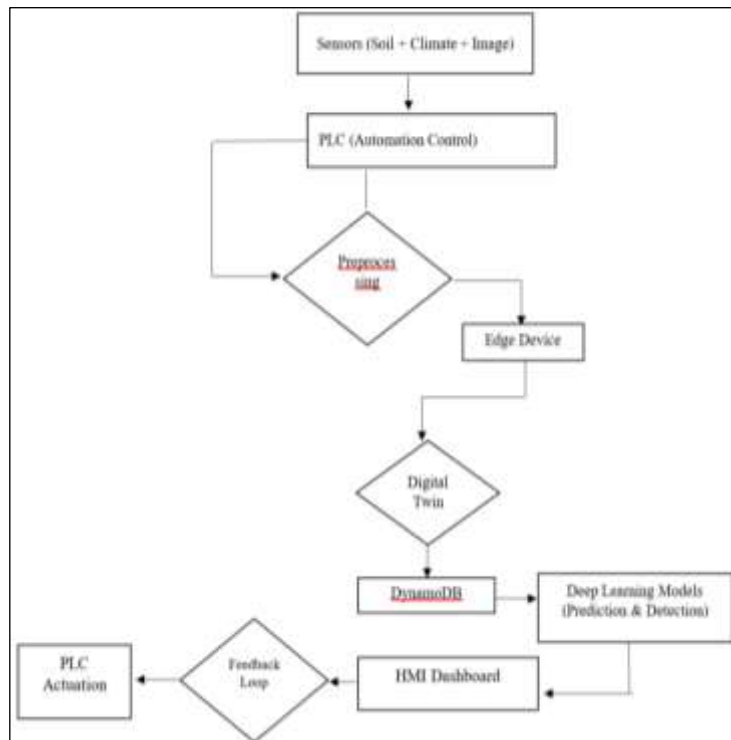 Sensors (Soil + Climate + Image)
PLC (Automation Control)
Preproces
sing
Edge Device
Digital
Twin
DynamoDB
Deep Learning Models
(Prediction & Detection)
HMI Dashboard
Feedback
Loop
PLC
Actuation